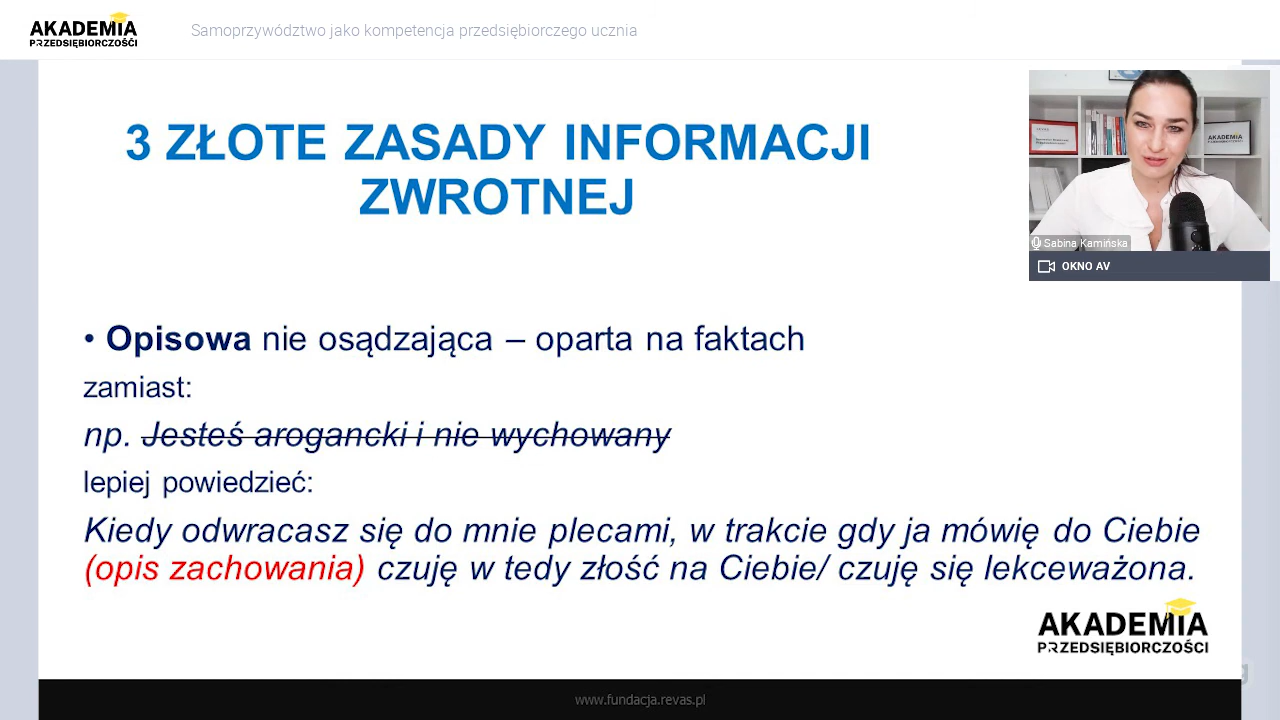 AKADEMIA
PRZEDSIĘBIORCZOŚCI
Samoprzywództwo jako kompetencja przedsiębiorczego ucznia
3 ZŁOTE ZASADY INFORMACJI
ZWROTNEJ
AKADEMIA
Sabina Kamińska
OKNO AV
• Opisowa nie osądzająca – oparta na faktach
zamiast:
np. Jesteś arogancki i nie wychowany
lepiej powiedzieć:
Kiedy odwracasz się do mnie plecami, w trakcie gdy ja mówię do Ciebie
(opis zachowania) czuję w tedy złość na Ciebie/ czuję się lekceważona.
AKADEMIA
PRZEDSIĘBIORCZOŚCI
www.fundacja.revas.pl